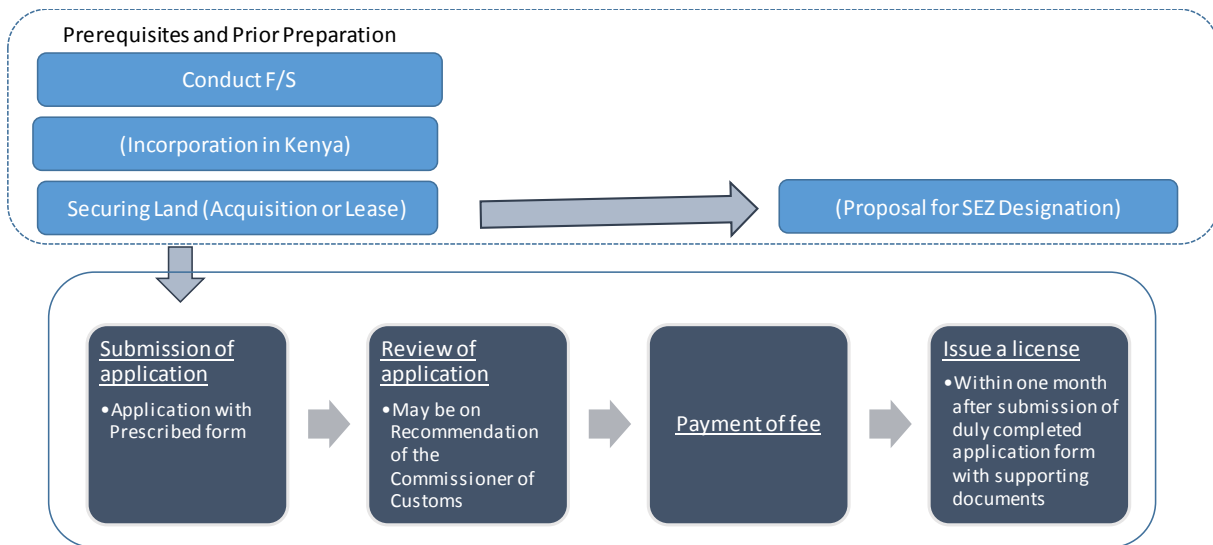 Prerequisites and Prior Preparation
Conduct F/S
(Incorporation in Kenya)
Securing Land (Acquisition or Lease)
(Proposal for SEZ Designation)
Submission of
application
•Application with
Prescribed form
Review of
application
•May be on
Recommendation
of the
Commissioner of
Customs
Payment of fee
Issue a license
•Within one month
after submission of
duly completed
application form
with supporting
documents